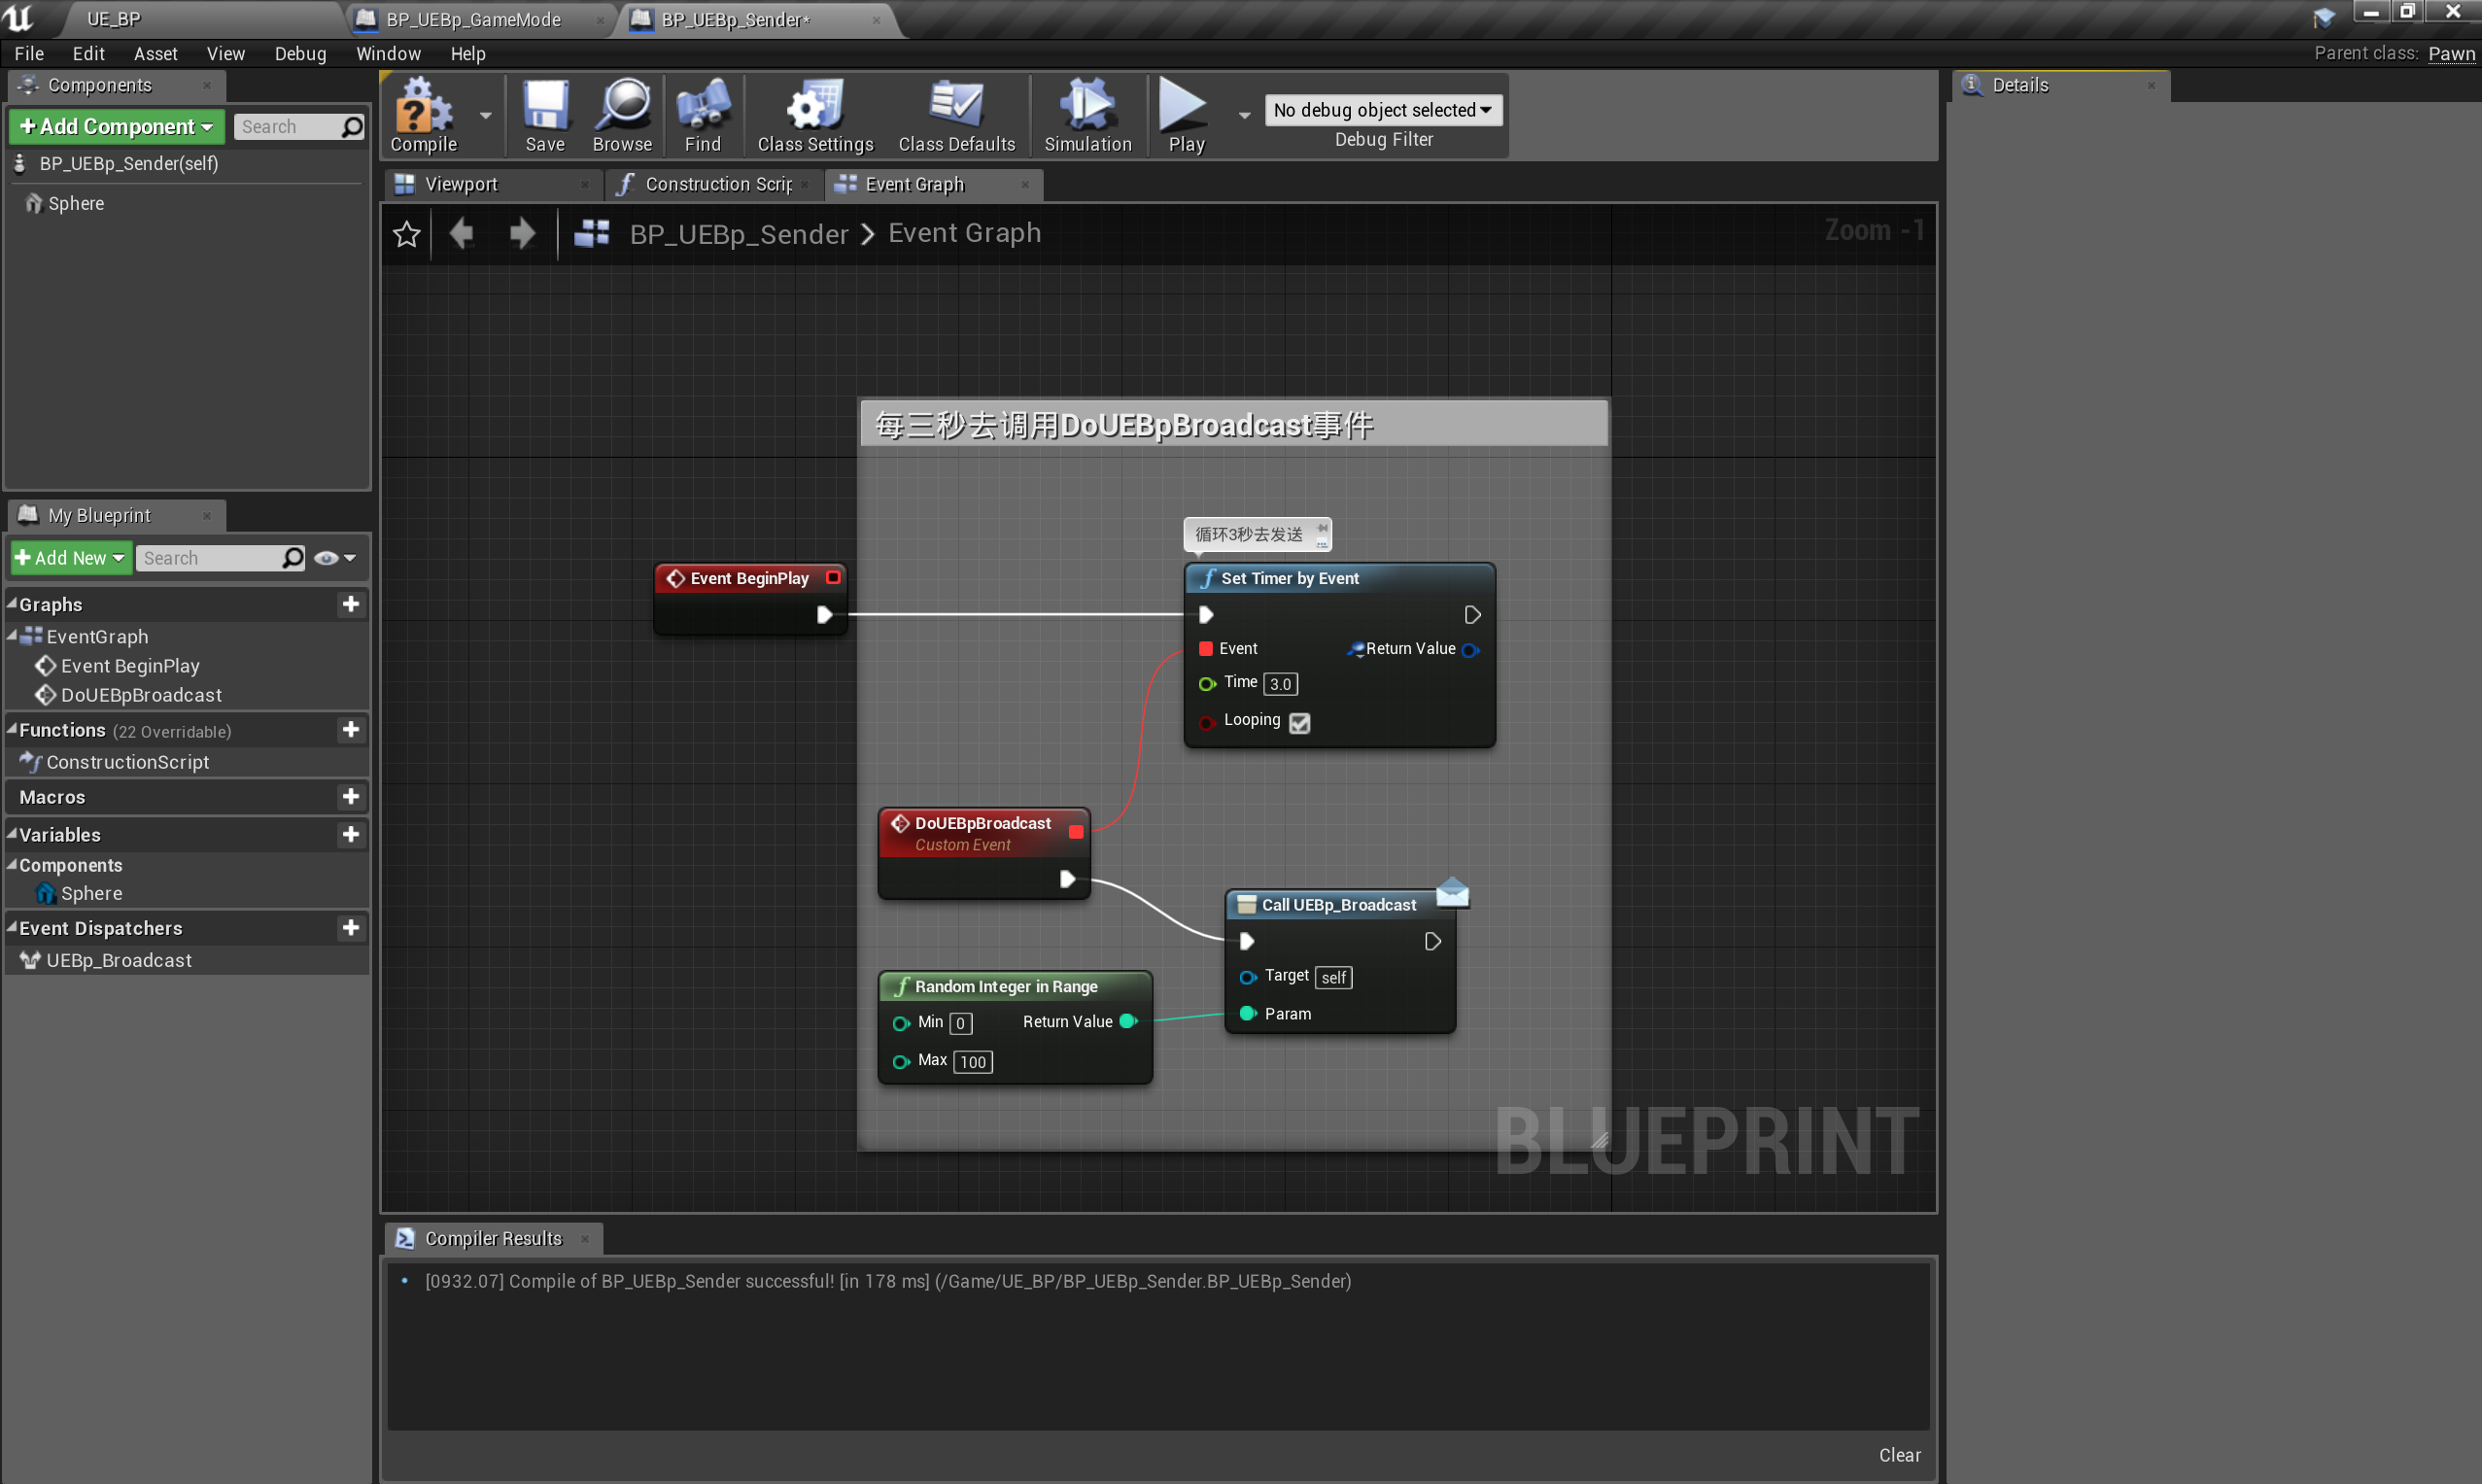 UE_BP
BP_UEBp_GameMode
BP_UEBp_Sender*
File Edit Asset View Debug Window Help
Parent class: Pawn
Components
Add Component
Search
BP_UEBp_Sender(self)
Sphere
Compile
Save
Browse
Find
Class Settings
Class Defaults
Simulation
Play
No debug object selected
Debug Filter
Details
Viewport
Construction Scrip
Event Graph
BP_UEBp_Sender > Event Graph
Zoom -1
My Blueprint
Add New
Search
Graphs
EventGraph
Event BeginPlay
DoUEBpBroadcast
Functions (22 Overridable)
ConstructionScript
Macros
Variables
Components
Sphere
Event Dispatchers
UEBp_Broadcast
每三秒去调用DoUEBpBroadcast事件
循环3秒去发送
Event BeginPlay
Set Timer by Event
Event
Return Value
Time 3.0
Looping
DoUEBpBroadcast
Custom Event
Call UEBp_Broadcast
Target self
Param
Random Integer in Range
Min 0
Return Value
Max 100
BLUEPRINT
Compiler Results
[0932.07] Compile of BP_UEBp_Sender successful! [in 178 ms] (/Game/UE_BP/BP_UEBp_Sender.BP_UEBp_Sender)
Clear